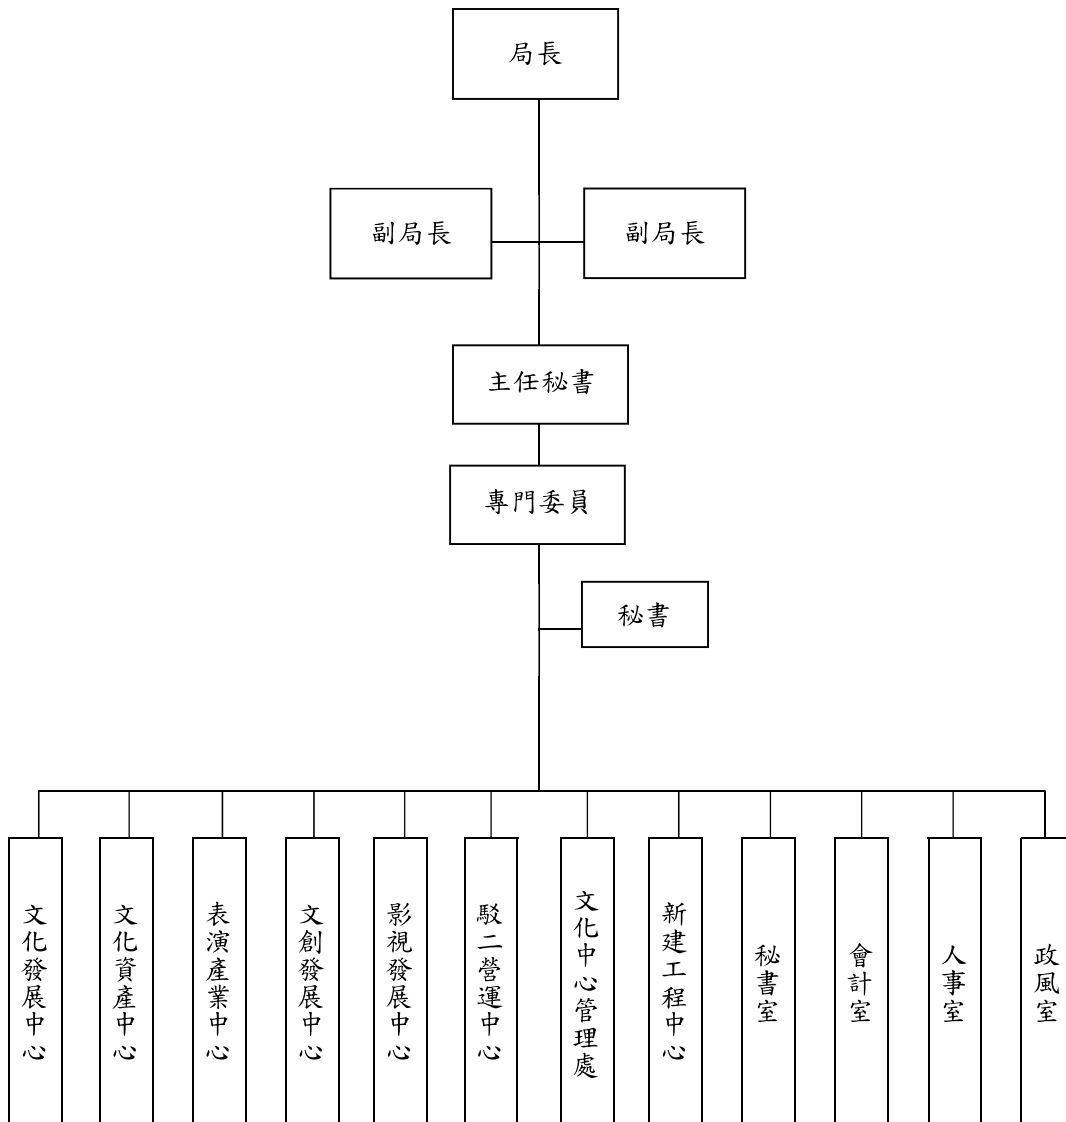 局長
副局長
副局長
主任秘書
專門委員
秘書
文化發展中心
文化資產中心
表演產業中心
文創發展中心
影視發展中心
駁二營運中心
文化中心管理處
新建工程中心
秘書室
會計室
人事室
政風室